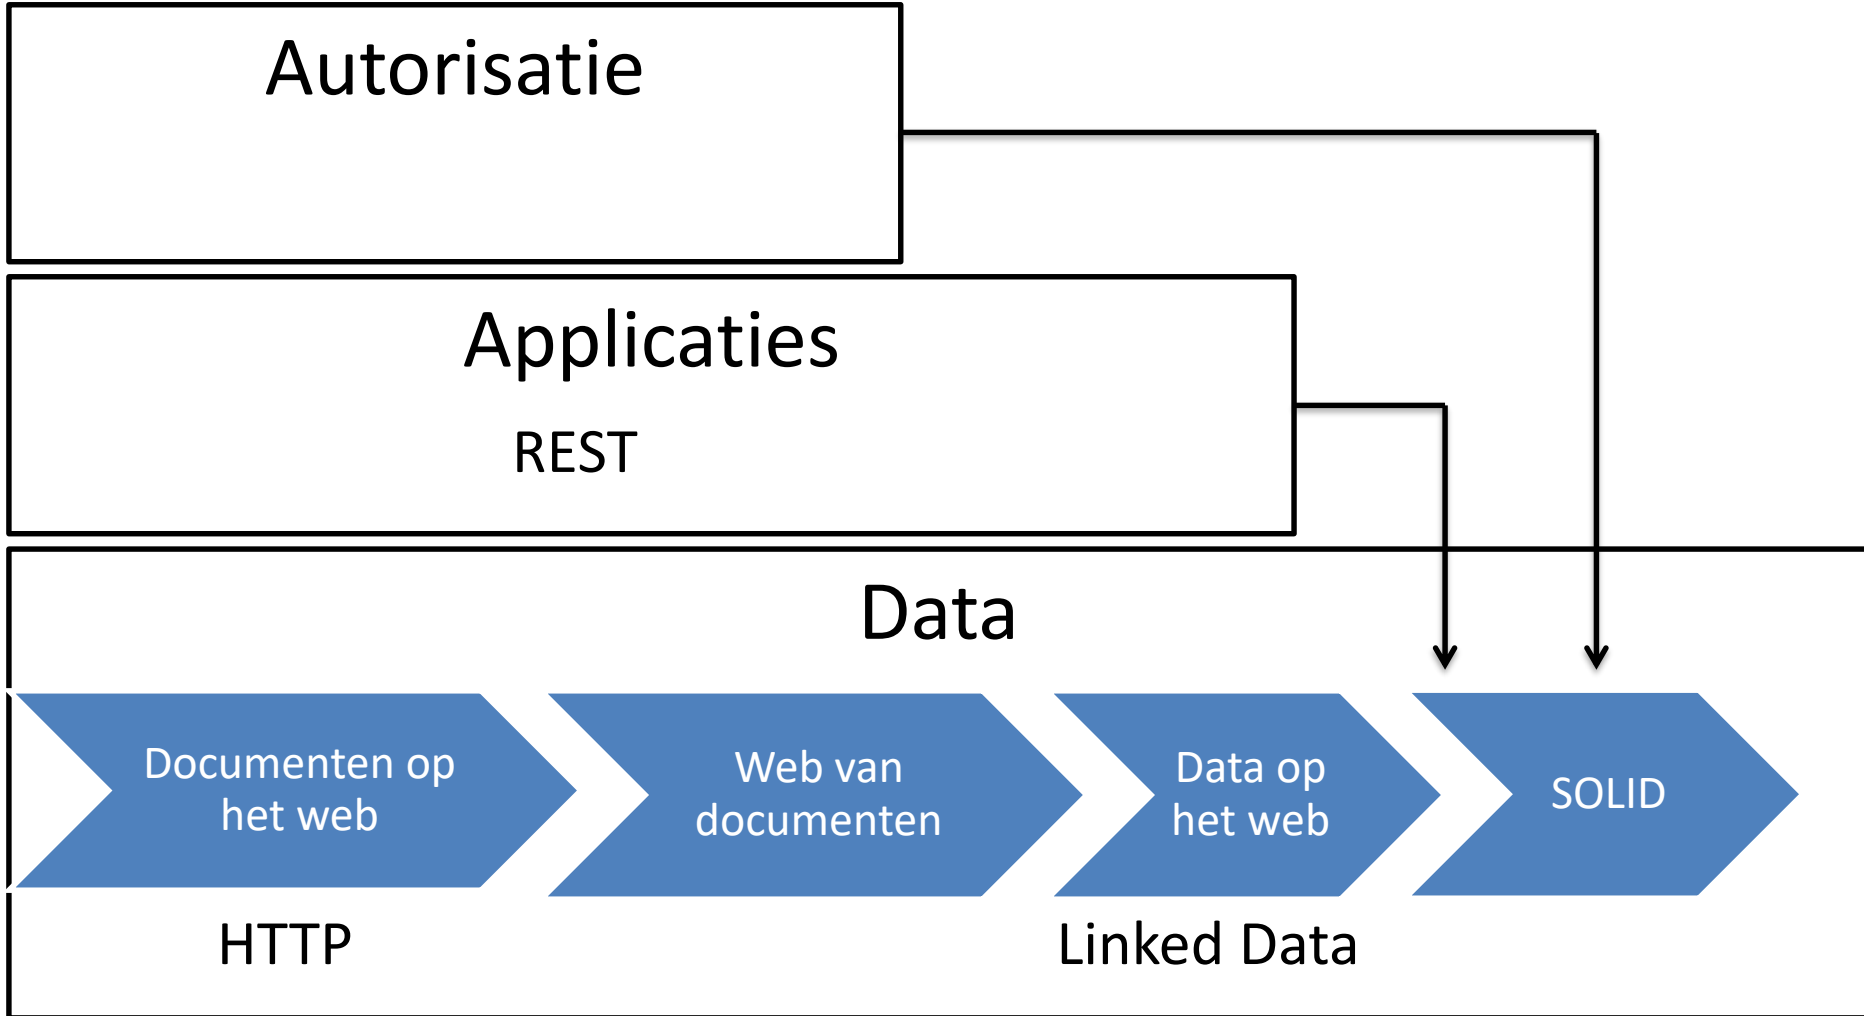 Autorisatie
Applicaties
REST
Data
Documenten op
het web
Web van
documenten
Data op
het web
SOLID
HTTP
Linked Data